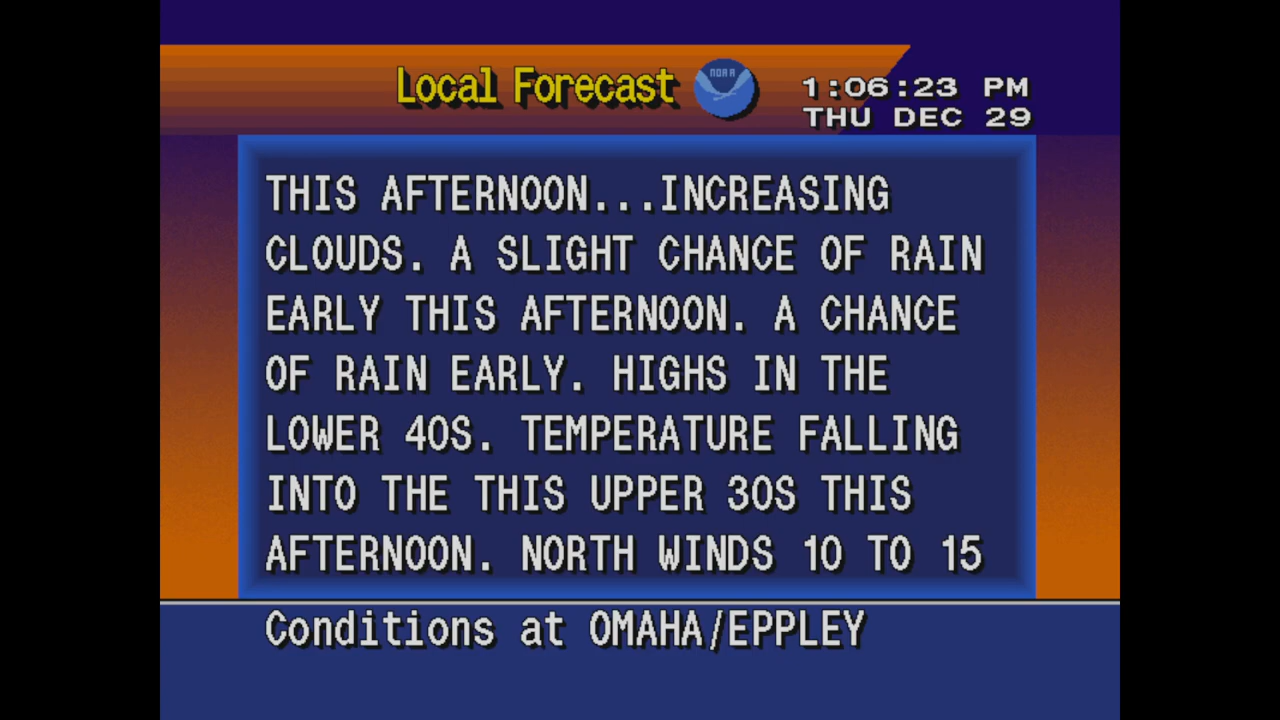 Local Forecast
NOAA
1:06:23 PM
THU DEC 29
THIS AFTERNOON...INCREASING
CLOUDS. A SLIGHT CHANCE OF RAIN
EARLY THIS AFTERNOON. A CHANCE
OF RAIN EARLY. HIGHS IN THE
LOWER 40S. TEMPERATURE FALLING
INTO THE THIS UPPER 30S THIS
AFTERNOON. NORTH WINDS 10 TO 15
Conditions at OMAHA/EPPLEY